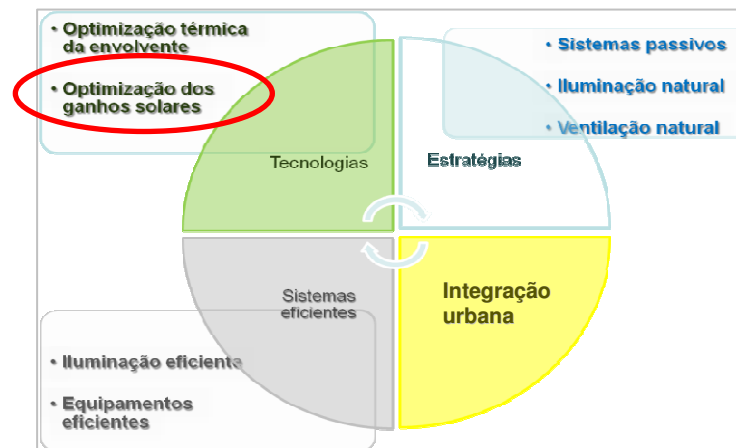 • Optimização térmica
da envolvente
• Optimização dos
ganhos solares
• Sistemas passivos
• Iluminação natural
• Ventilação natural
Tecnologias
Estratégias
Sistemas
eficientes
Integração
urbana
• Iluminação eficiente
• Equipamentos
eficientes